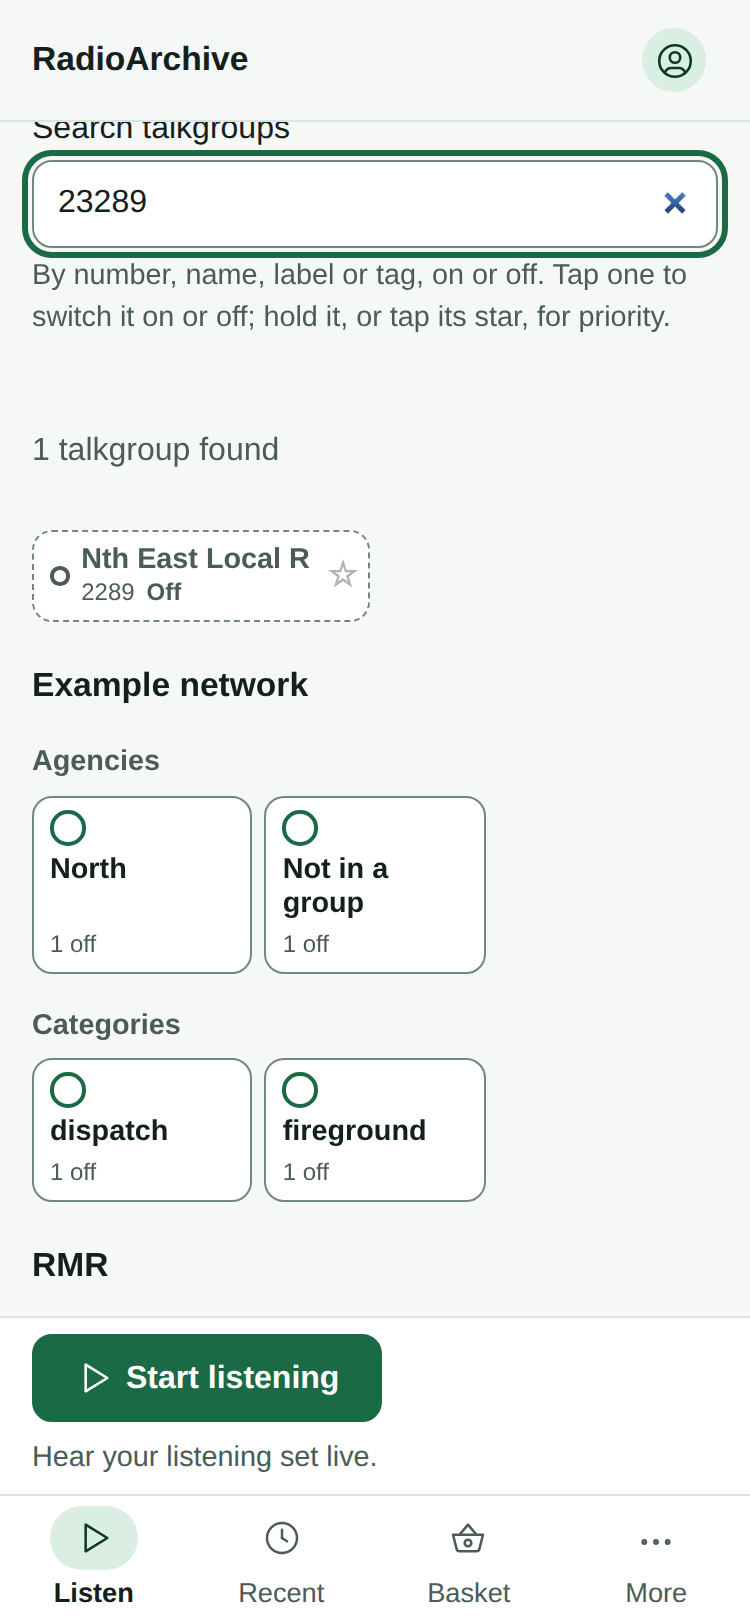 RadioArchive
Search talkgroups
23289
By number, name, label or tag, on or off. Tap one to
switch it on or off; hold it, or tap its star, for priority.
1 talkgroup found
Nth East Local R
2289 Off
Example network
Agencies
North
1 off
Not in a
group
1 off
Categories
dispatch
1 off
fireground
1 off
RMR
Start listening
Hear your listening set live.
Listen
Recent
Basket
More